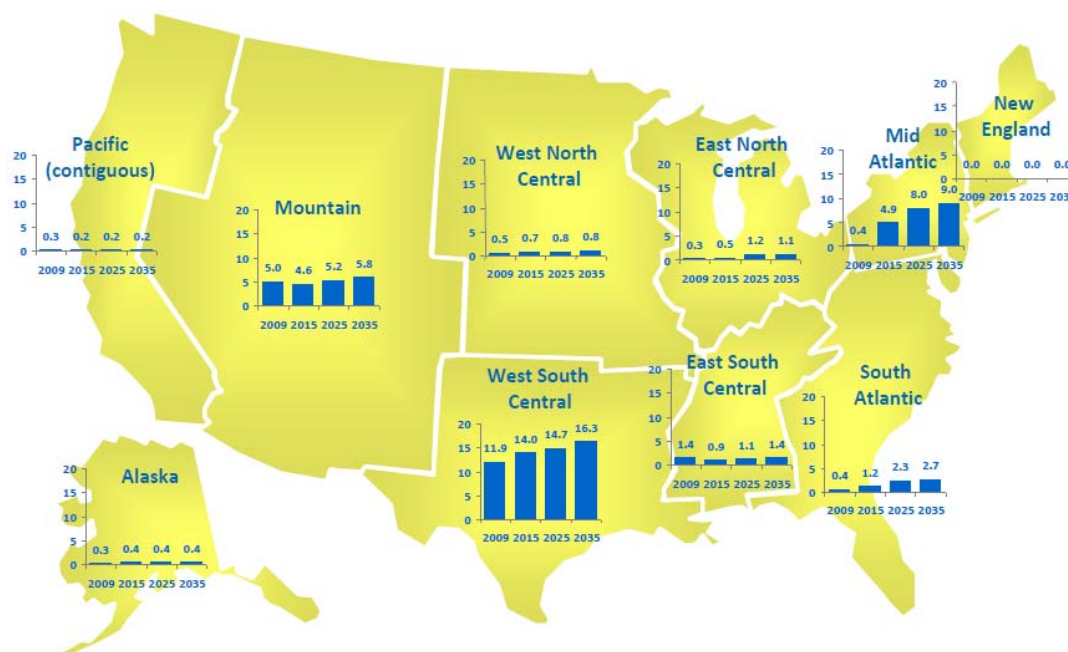 Pacific
(contiguous)
20
15
10
5
0
0.3 0.2 0.2 0.2
2009 2015 2025 2035
Mountain
20
15
10
5
0
5.0 4.6 5.2 5.8
2009 2015 2025 2035
West North
Central
20
15
10
5
0
0.5 0.7 0.8 0.8
2009 2015 2025 2035
East North
Central
20
15
10
5
0
0.3 0.5 1.2 1.1
2009 2015 2025 2035
Mid
Atlantic
20
15
10
5
0
0.4 4.9 8.0 9.0
2009 2015 2025 2035
New
England
20
15
10
5
0
0.0 0.0 0.0 0.0
2009 2015 2025 2035
Alaska
20
15
10
5
0
0.3 0.4 0.4 0.4
2009 2015 2025 2035
West South
Central
20
15
10
5
0
11.9 14.0 14.7 16.3
2009 2015 2025 2035
East South
Central
20
15
10
5
0
1.4 0.9 1.1 1.4
2009 2015 2025 2035
South
Atlantic
20
15
10
5
0
0.4 1.2 2.3 2.7
2009 2015 2025 2035